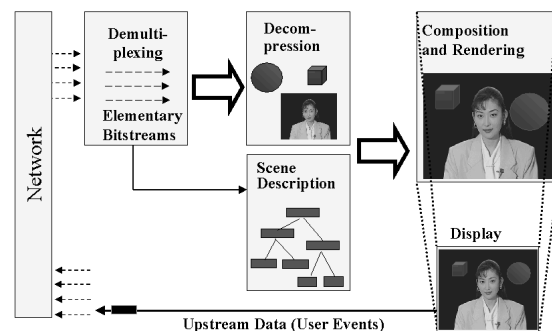 Network
Demulti-
plexing
Elementary
Bitstreams
Decom-
pression
Scene
Description
Composition
and Rendering
Display
Upstream Data (User Events)